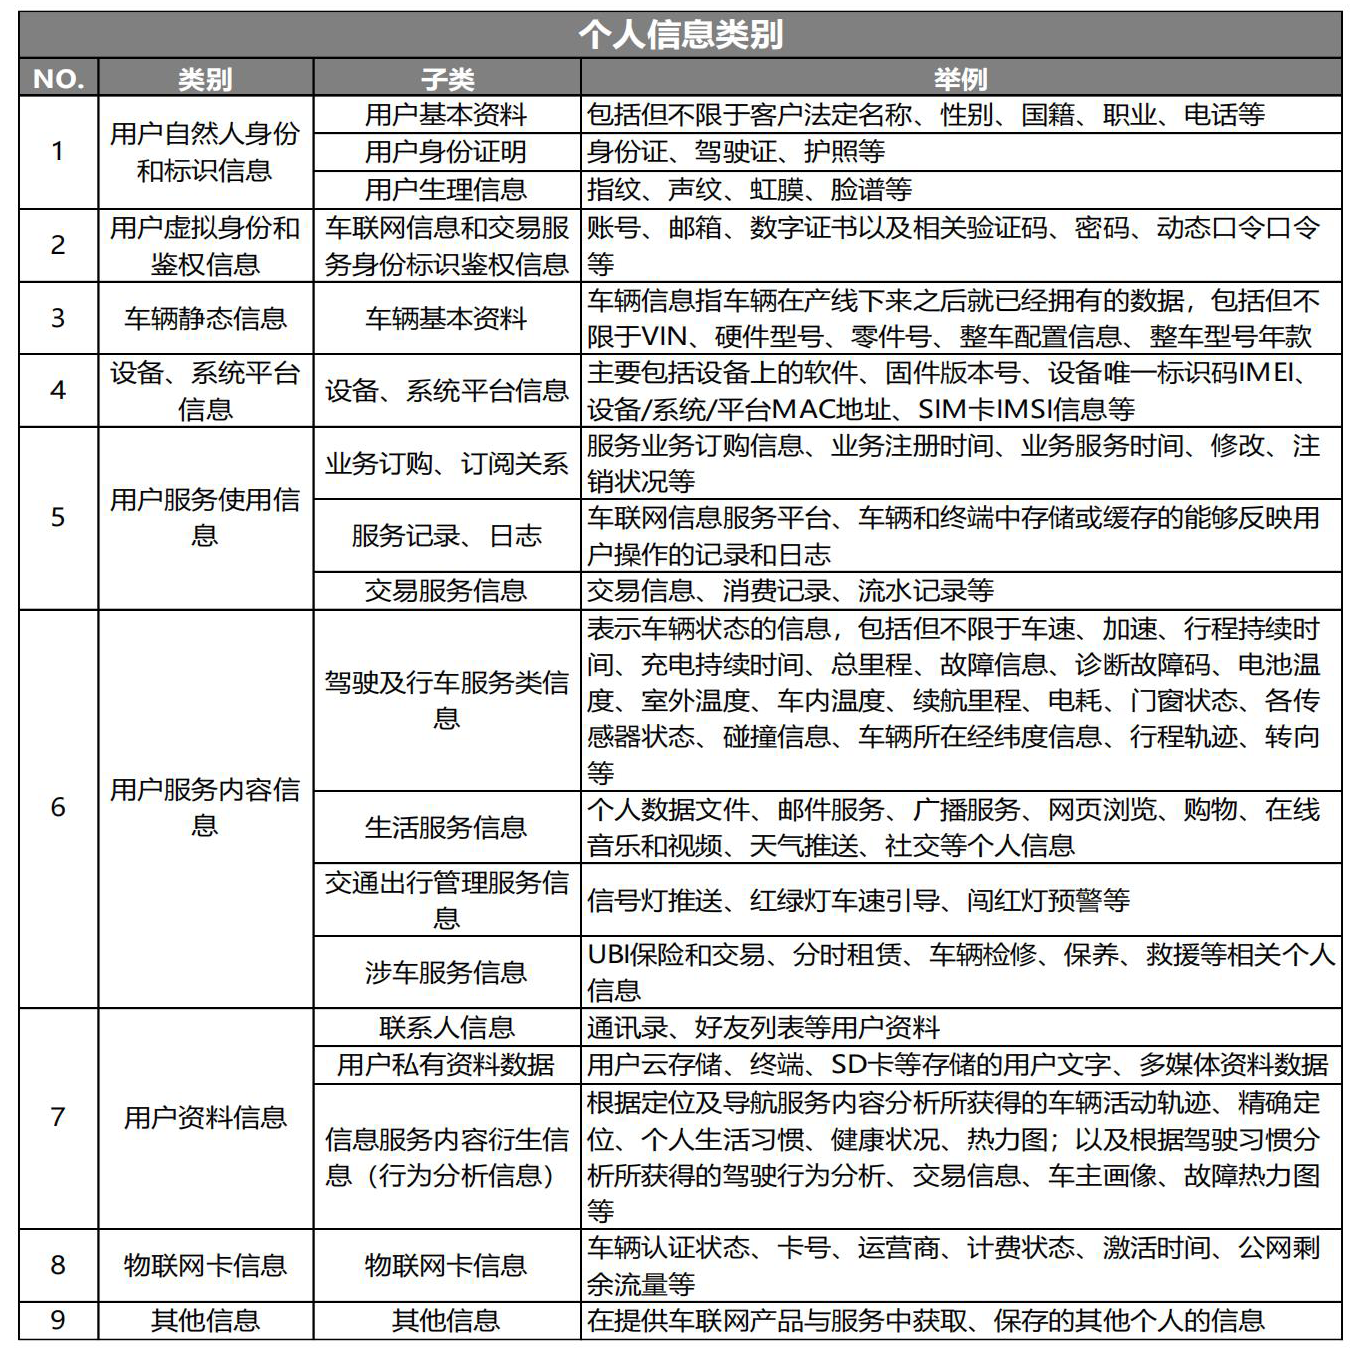 个人信息类别
NO.
类别
子类
举例
1
用户自然人身份
和标识信息
用户基本资料
包括但不限于客户法定名称、性别、国籍、职业、电话等
用户身份证明
身份证、驾驶证、护照等
用户生理信息
指纹、声纹、虹膜、脸谱等
2
用户虚拟身份和
鉴权信息
车联网信息和交易服
务身份标识鉴权信息
账号、邮箱、数字证书以及相关验证码、密码、动态口令口令
等
3
车辆静态信息
车辆基本资料
车辆信息指车辆在产线下来之后就已经拥有的数据，包括但不
限于VIN、硬件型号、零件号、整车配置信息、整车型号年款
4
设备、系统平台
信息
设备、系统平台信息
主要包括设备上的软件、固件版本号、设备唯一标识码IMEI、
设备/系统/平台MAC地址、SIM卡IMSI信息等
5
用户服务使用信
息
业务订购、订阅关系
服务业务订购信息、业务注册时间、业务服务时间、修改、注
销状况等
服务记录、日志
车联网信息服务平台、车辆和终端中存储或缓存的能够反映用
户操作的记录和日志
交易服务信息
交易信息、消费记录、流水记录等
6
用户服务内容信
息
驾驶及行车服务类信
息
表示车辆状态的信息，包括但不限于车速、加速、行程持续时
间、充电持续时间、总里程、故障信息、诊断故障码、电池温
度、室外温度、车内温度、续航里程、电耗、门窗状态、各传
感器状态、碰撞信息、车辆所在经纬度信息、行程轨迹、转向
等
生活服务信息
个人数据文件、邮件服务、广播服务、网页浏览、购物、在线
音乐和视频、天气推送、社交等个人信息
交通出行管理服务信
息
信号灯推送、红绿灯车速引导、闯红灯预警等
涉车服务信息
UBI保险和交易、分时租赁、车辆检修、保养、救援等相关个人
信息
7
用户资料信息
联系人信息
通讯录、好友列表等用户资料
用户私有资料数据
用户云存储、终端、SD卡等存储的用户文字、多媒体资料数据
信息服务内容衍生信
息（行为分析信息）
根据定位及导航服务内容分析所获得的车辆活动轨迹、精确定
位、个人生活习惯、健康状况、热力图；以及根据驾驶习惯分
析所获得的驾驶行为分析、交易信息、车主画像、故障热力图
等
8
物联网卡信息
物联网卡信息
车辆认证状态、卡号、运营商、计费状态、激活时间、公网剩
余流量等
9
其他信息
其他信息
在提供车联网产品与服务中获取、保存的其他个人的信息